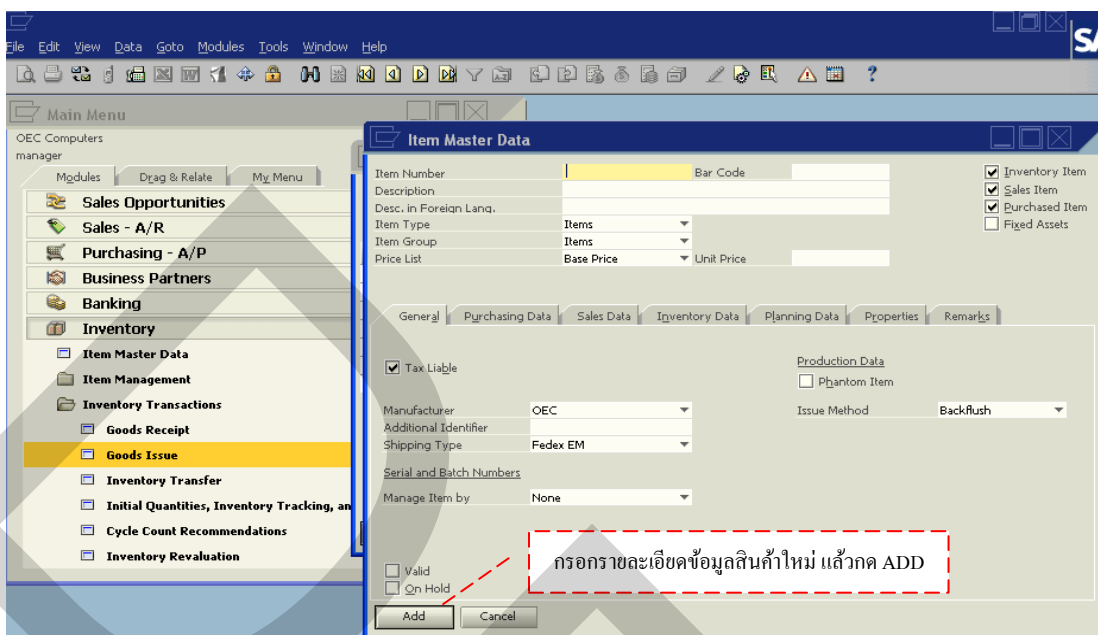 SA
File Edit View Data Goto Modules Tools Window Help
Main Menu
OEC Computers
manager
Modules Drag & Relate My Menu
Sales Opportunities
Sales - A/R
Purchasing - A/P
Business Partners
Banking
Inventory
Item Master Data
Item Management
Inventory Transactions
Goods Receipt
Goods Issue
Inventory Transfer
Initial Quantities, Inventory Tracking, an
Cycle Count Recommendations
Inventory Revaluation
Item Master Data
Item Number Bar Code Inventory Item
Description Sales Item
Desc. in Foreign Lang. Purchased Item
Item Type Items Fixed Assets
Item Group Items
Price List Base Price Unit Price
General Purchasing Data Sales Data Inventory Data Planning Data Properties Remarks
Tax Liable Production Data
Phantom Item
Manufacturer OEC Issue Method Backflush
Additional Identifier
Shipping Type Fedex EM
Serial and Batch Numbers
Manage Item by None
กรอกรายละเอียดข้อมูลสินค้าใหม่ แล้วกด ADD
Valid
On Hold
Add Cancel